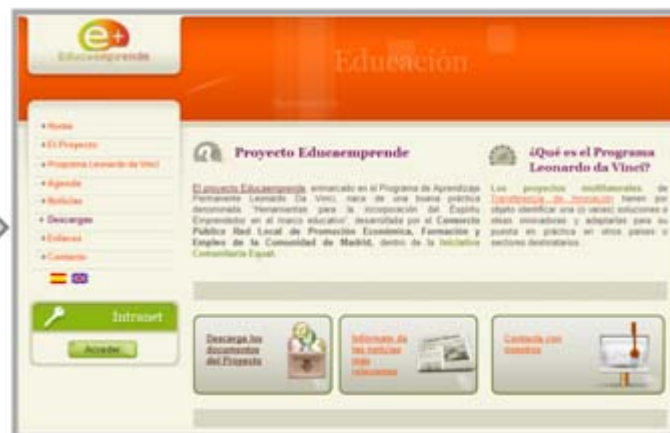 e+
Educaemprende
Educación
Home
El Proyecto
Programa Leonardo da Vinci
Agenda
Noticias
Descargas
Enlaces
Contacto
Intranet
Acceder
Proyecto Educaemprende
El proyecto Educaemprende, enmarcado en el Programa de Aprendizaje
Permanente Leonardo Da Vinci, nace de una buena práctica
denominada "Herramientas para la incorporación del Espíritu
Emprendedor en el marco educativo", desarrollada por el Consorcio
Público Red Local de Promoción Económica, Formación y
Empleo de la Comunidad de Madrid, dentro de la Iniciativa
Comunitaria Equal.
¿Qué es el Programa
Leonardo da Vinci?
Los proyectos multilaterales de
Transferencia de Innovación tienen por
objeto identificar una (o varias) soluciones o
ideas innovadoras y adaptarlas para su
puesta en práctica en otros países o
sectores destinatarios.
Descarga los
documentos
del Proyecto
Infórmate de
las noticias
más
relevantes
Contacta con
nosotros